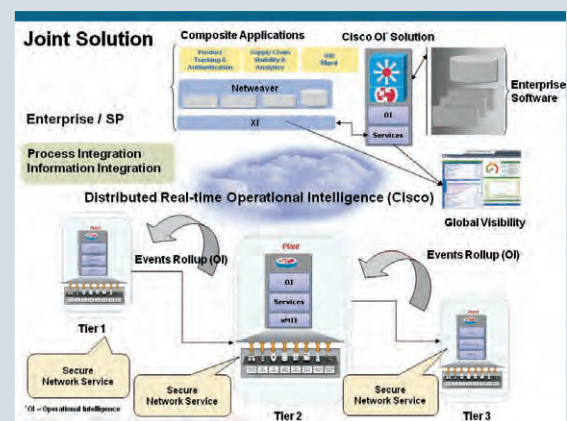 Joint Solution
Composite Applications
Cisco OI Solution
Product
Tracking &
Authentication
Supply Chain
Visibility &
Analytics
UID
Mgmt
Netweaver
XI
OI
Services
Enterprise
Software
Enterprise / SP
Process Integration
Information Integration
Distributed Real-time Operational Intelligence (Cisco)
Global Visibility
Events Rollup (OI)
Plant
OI
Services
xMII
Events Rollup (OI)
Tier 1
Secure
Network Service
Secure
Network Service
Tier 2
Secure
Network Service
Tier 3
*OI = Operational Intelligence